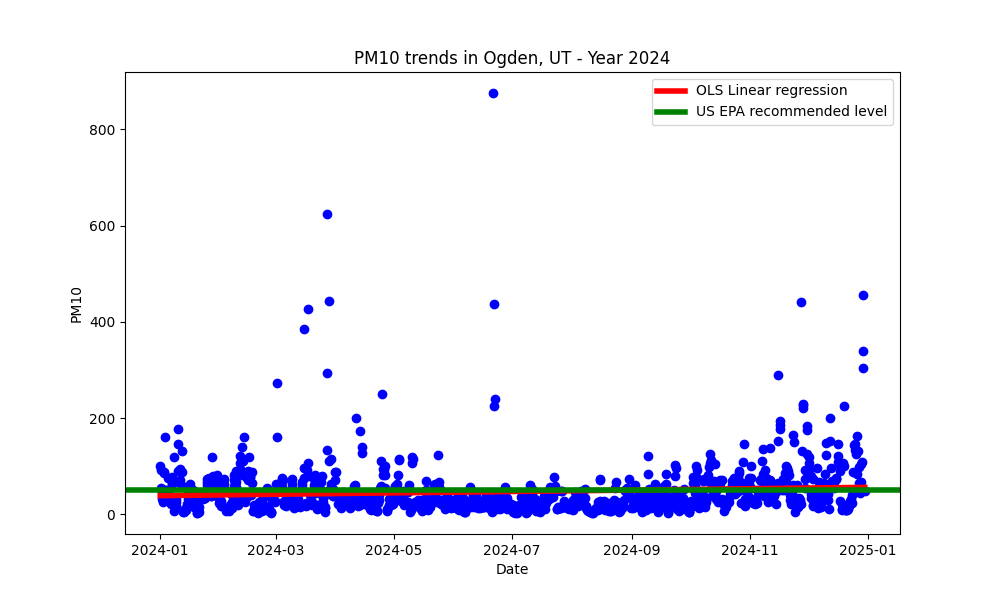 PM10 trends in Ogden, UT - Year 2024
OLS Linear regression
US EPA recommended level
800
600
400
200
0
PM10
2024-01
2024-03
2024-05
2024-07
2024-09
2024-11
2025-01
Date